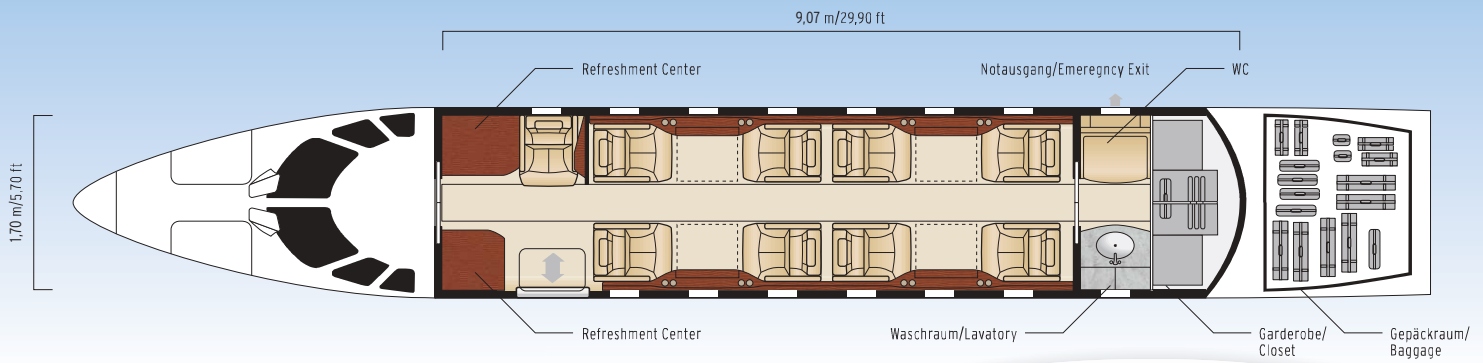 9,07 m/29,90 ft
Refreshment Center
Notausgang/Emeregncy Exit
WC
1,70 m/5.70 ft
Refreshment Center
Waschraum/Lavatory
Garderobe/
Closet
Gepäckraum/
Baggage